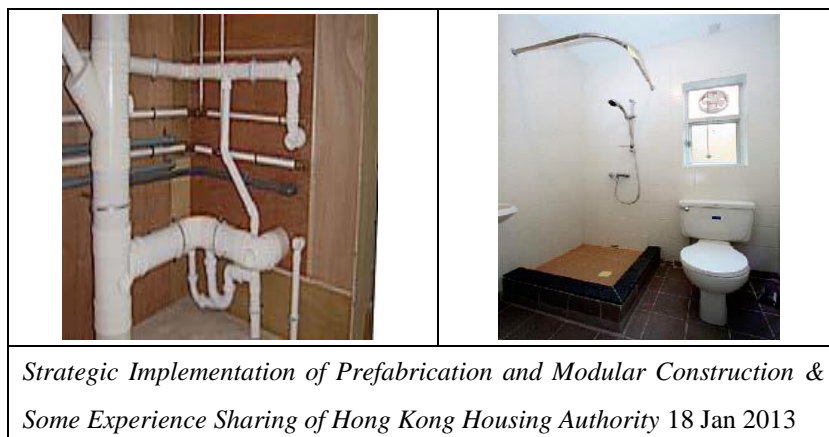 Strategic Implementation of Prefabrication and Modular Construction &
Some Experience Sharing of Hong Kong Housing Authority 18 Jan 2013